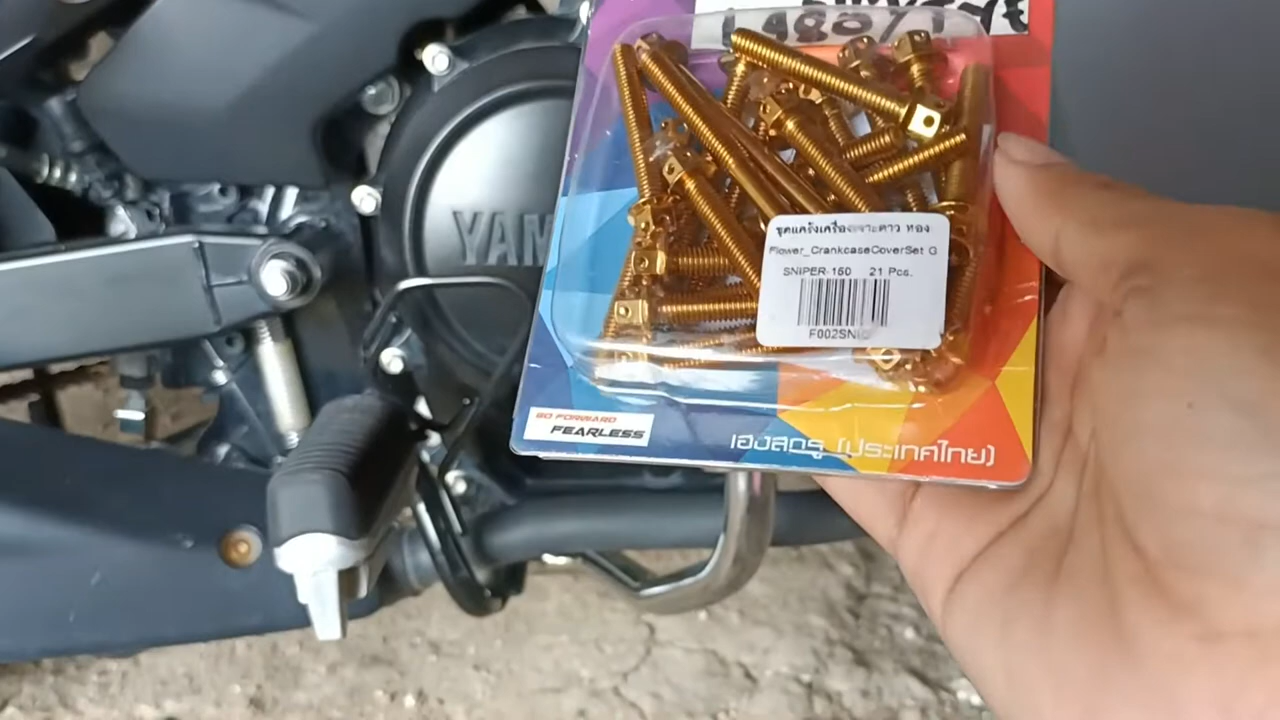 YAM
ชุดแคร้งเครื่องเจาะดาว ทอง
Flower_CrankcaseCoverSet G
SNIPER-150 21 Pcs.
F002SNI
GO FORWARD
FEARLESS
เฮงสกรู (ประเทศไทย)